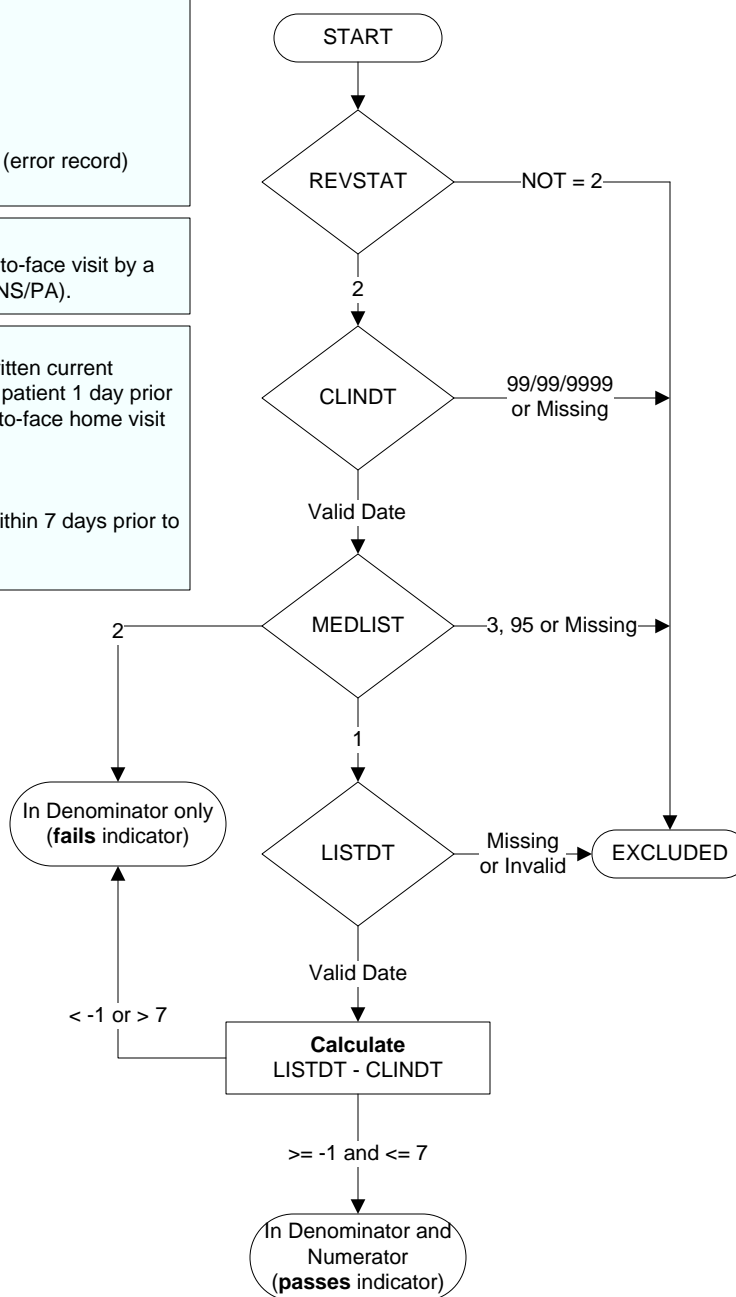 (error record)
to-face visit by a
NS/PA).
itten current
patient 1 day prior
to-face home visit
ithin 7 days prior to
START
REVSTAT
NOT = 2
2
CLINDT
99/99/9999
or Missing
Valid Date
MEDLIST
3, 95 or Missing
2
1
In Denominator only
(fails indicator)
LISTDT
Missing
or Invalid
EXCLUDED
Valid Date
< -1 or > 7
Calculate
LISTDT - CLINDT
>= -1 and <= 7
In Denominator and
Numerator
(passes indicator)